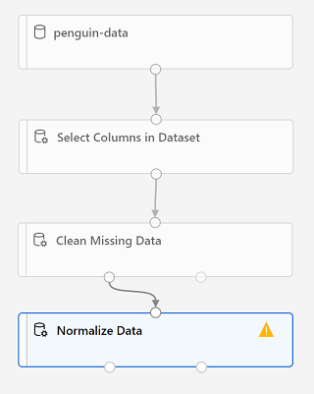 penguin-data
Select Columns in Dataset
Clean Missing Data
Normalize Data